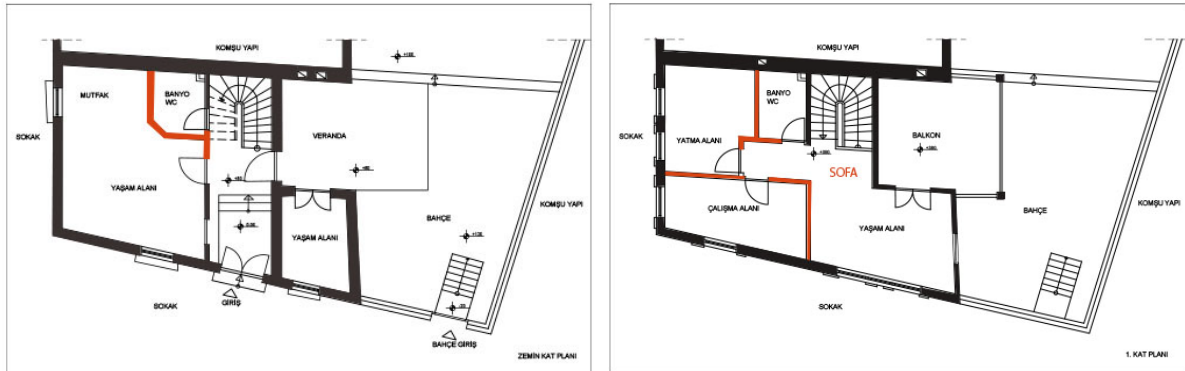 KOMŞU YAPI
MUTFAK
BANYO
WC
SOKAK
VERANDA
YAŞAM ALANI
KOMŞU YAPI
BAHÇE
YAŞAM ALANI
SOKAK
GİRİŞ
BAHÇE GİRİŞ
ZEMİN KAT PLANI
KOMŞU YAPI
BANYO
WC
SOKAK
YATMA ALANI
BALKON
SOFA
ÇALIŞMA ALANI
YAŞAM ALANI
BAHÇE
KOMŞU YAPI
SOKAK
1. KAT PLANI